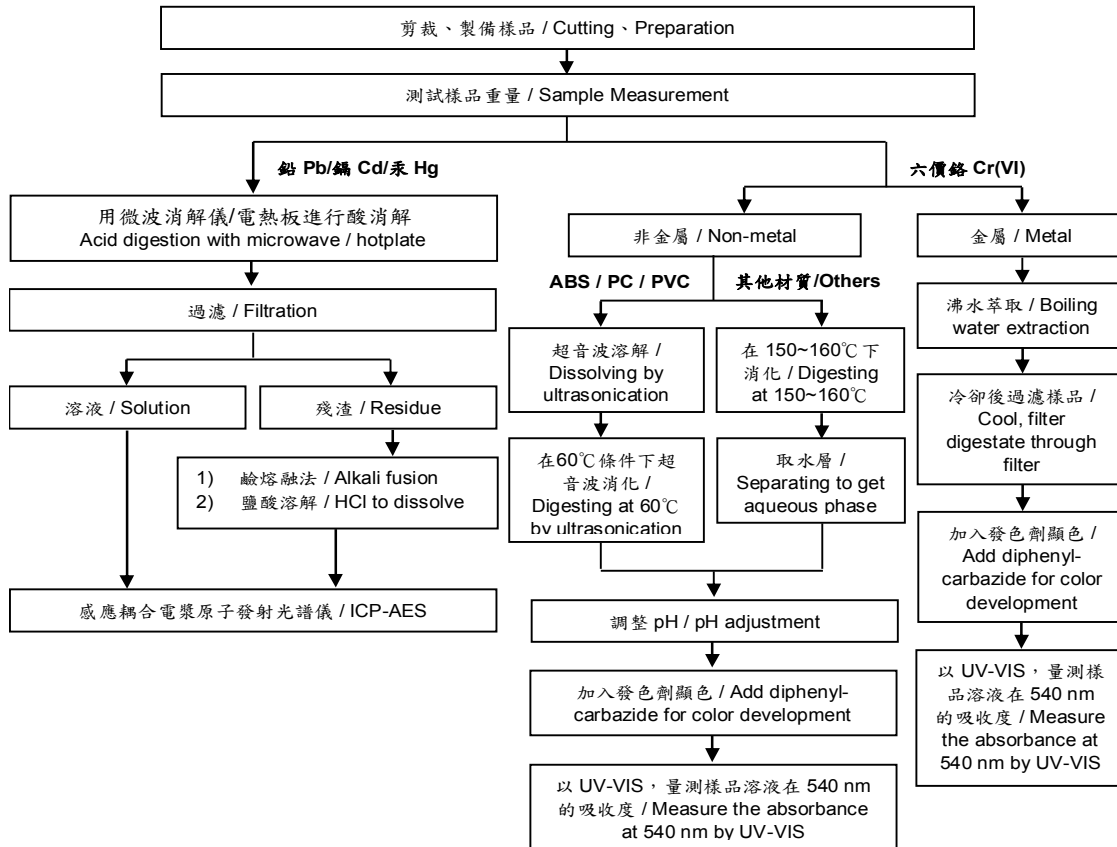 剪裁、製備樣品 / Cutting、Preparation
測試樣品重量 / Sample Measurement
鉛 Pb/鎘 Cd/汞 Hg
六價鉻 Cr(VI)
用微波消解儀/電熱板進行酸消解
Acid digestion with microwave / hotplate
過濾 / Filtration
溶液 / Solution
殘渣 / Residue
1) 鹼熔融法 / Alkali fusion
2) 鹽酸溶解 / HCl to dissolve
感應耦合電漿原子發射光譜儀 / ICP-AES
非金屬 / Non-metal
ABS / PC / PVC
其他材質/Others
超音波溶解 /
Dissolving by
ultrasonication
在60℃條件下超
音波消化 /
Digesting at 60℃
by ultrasonication
在 150~160℃下
消化 / Digesting
at 150~160℃
取水層 /
Separating to get
aqueous phase
調整 pH / pH adjustment
加入發色劑顯色 / Add diphenyl-
carbazide for color development
以 UV-VIS，量測樣品溶液在 540 nm
的吸收度 / Measure the absorbance
at 540 nm by UV-VIS
金屬 / Metal
沸水萃取 / Boiling
water extraction
冷卻後過濾樣品 /
Cool, filter
digestate through
filter
加入發色劑顯色 /
Add diphenyl-
carbazide for color
development
以 UV-VIS，量測樣
品溶液在 540 nm
的吸收度 / Measure
the absorbance at
540 nm by UV-VIS